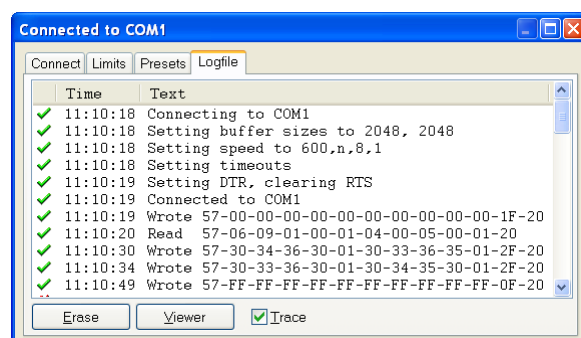 Connected to COM1
Connect Limits Presets Logfile
Time Text
11:10:18 Connecting to COM1
11:10:18 Setting buffer sizes to 2048, 2048
11:10:18 Setting speed to 600,n,8,1
11:10:18 Setting timeouts
11:10:19 Setting DTR, clearing RTS
11:10:19 Connected to COM1
11:10:19 Wrote 57-00-00-00-00-00-00-00-00-00-00-1F-20
11:10:20 Read 57-06-09-01-00-01-04-00-05-00-01-20
11:10:30 Wrote 57-30-34-36-30-01-30-33-36-35-01-2F-20
11:10:34 Wrote 57-30-33-36-30-01-30-34-35-30-01-2F-20
11:10:49 Wrote 57-FF-FF-FF-FF-FF-FF-FF-FF-FF-FF-0F-20
Erase Viewer Trace